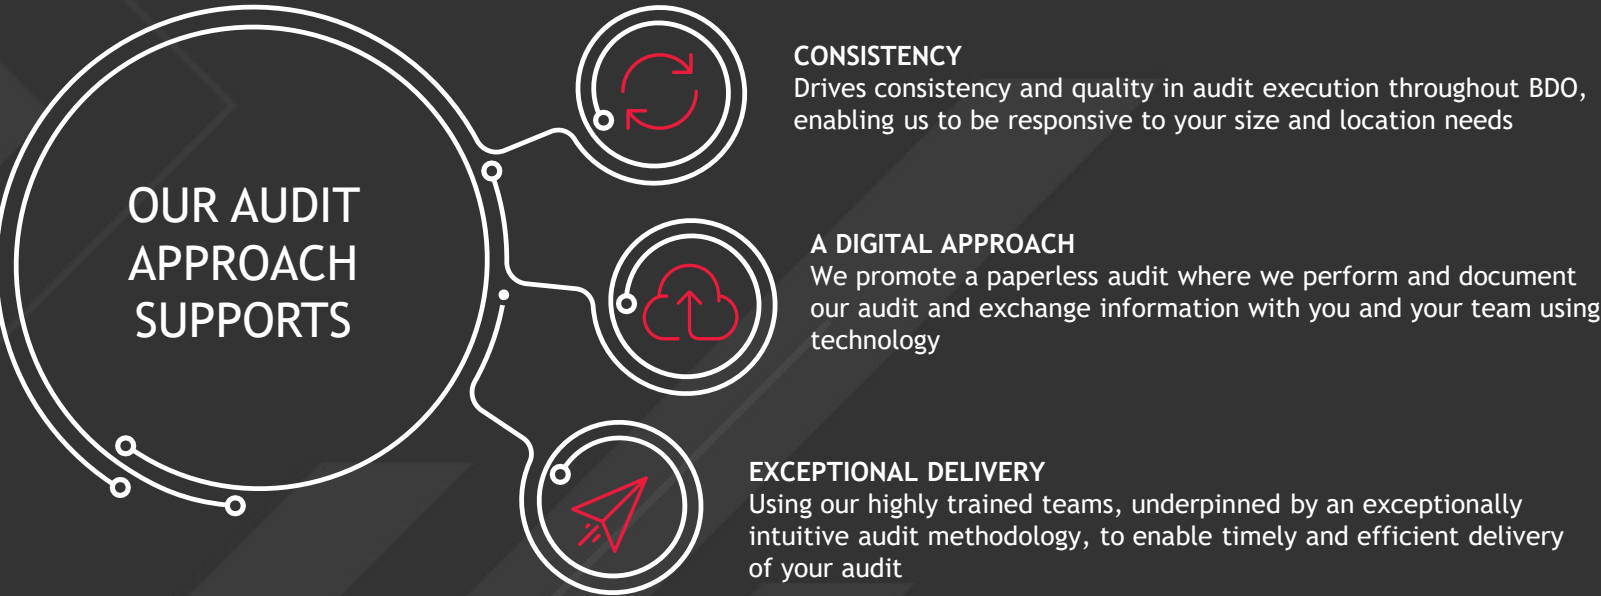 OUR AUDIT
APPROACH
SUPPORTS
CONSISTENCY
Drives consistency and quality in audit execution throughout BDO,
enabling us to be responsive to your size and location needs
A DIGITAL APPROACH
We promote a paperless audit where we perform and document
our audit and exchange information with you and your team using
technology
EXCEPTIONAL DELIVERY
Using our highly trained teams, underpinned by an exceptionally
intuitive audit methodology, to enable timely and efficient delivery
of your audit